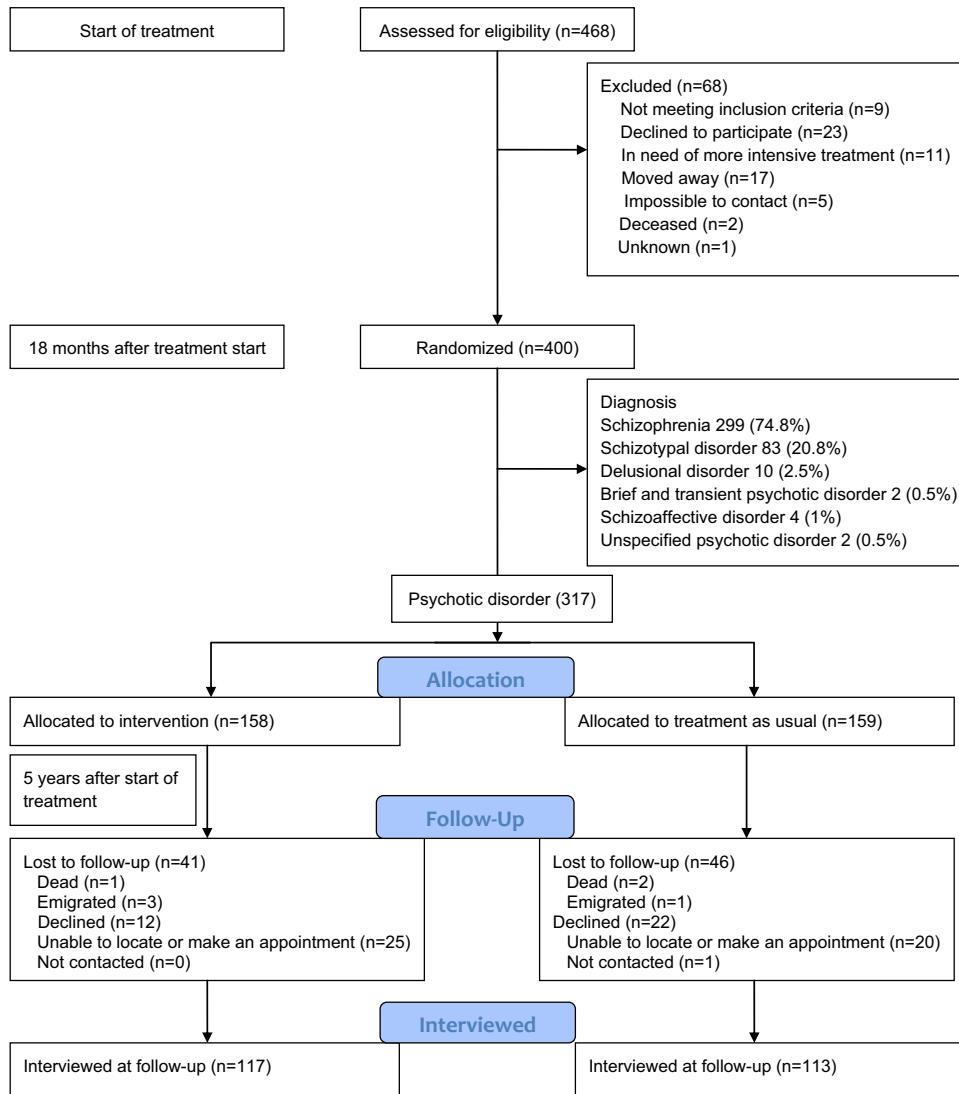 Start of treatment
Assessed for eligibility (n=468)
Excluded (n=68)
Not meeting inclusion criteria (n=9)
Declined to participate (n=23)
In need of more intensive treatment (n=11)
Moved away (n=17)
Impossible to contact (n=5)
Deceased (n=2)
Unknown (n=1)
18 months after treatment start
Randomized (n=400)
Diagnosis
Schizophrenia 299 (74.8%)
Schizotypal disorder 83 (20.8%)
Delusional disorder 10 (2.5%)
Brief and transient psychotic disorder 2 (0.5%)
Schizoaffective disorder 4 (1%)
Unspecified psychotic disorder 2 (0.5%)
Psychotic disorder (317)
Allocation
Allocated to intervention (n=158)
Allocated to treatment as usual (n=159)
5 years after start of
treatment
Follow-Up
Lost to follow-up (n=41)
Dead (n=1)
Emigrated (n=3)
Declined (n=12)
Unable to locate or make an appointment (n=25)
Not contacted (n=0)
Lost to follow-up (n=46)
Dead (n=2)
Emigrated (n=1)
Declined (n=22)
Unable to locate or make an appointment (n=20)
Not contacted (n=1)
Interviewed
Interviewed at follow-up (n=117)
Interviewed at follow-up (n=113)